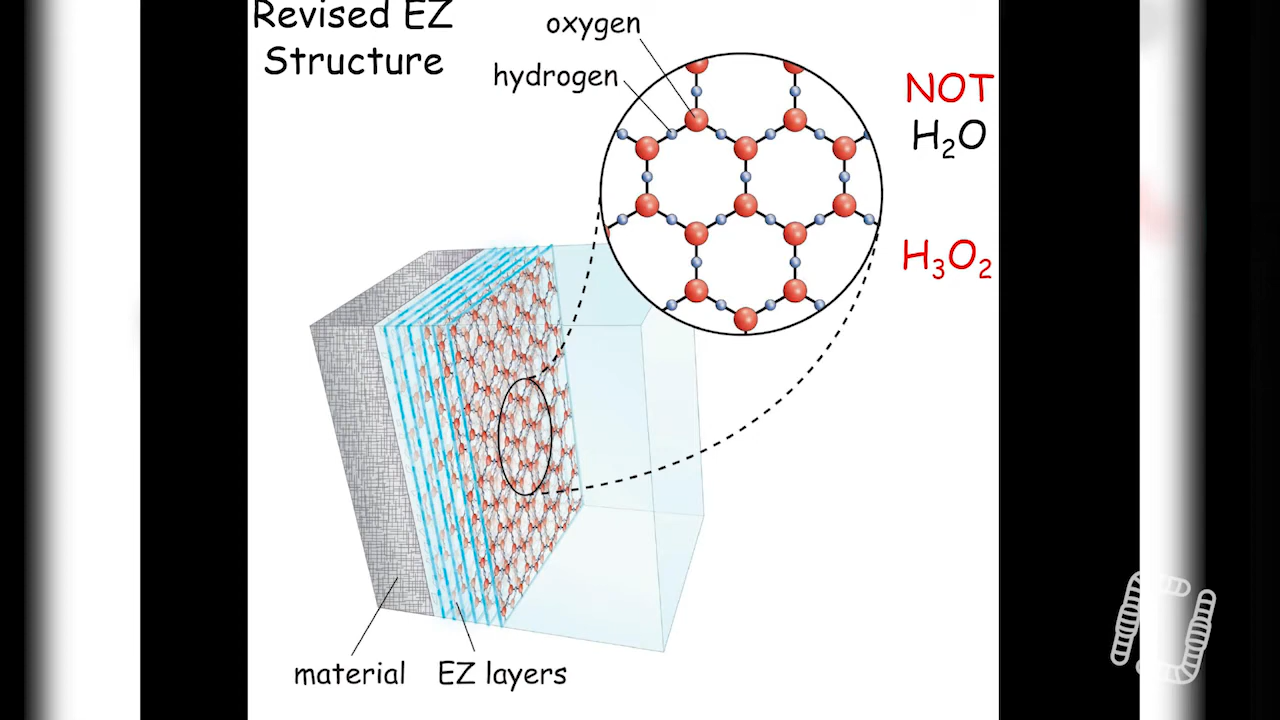 Revised EZ
Structure
oxygen
hydrogen
NOT
H₂O
H₃O₂
material
EZ layers